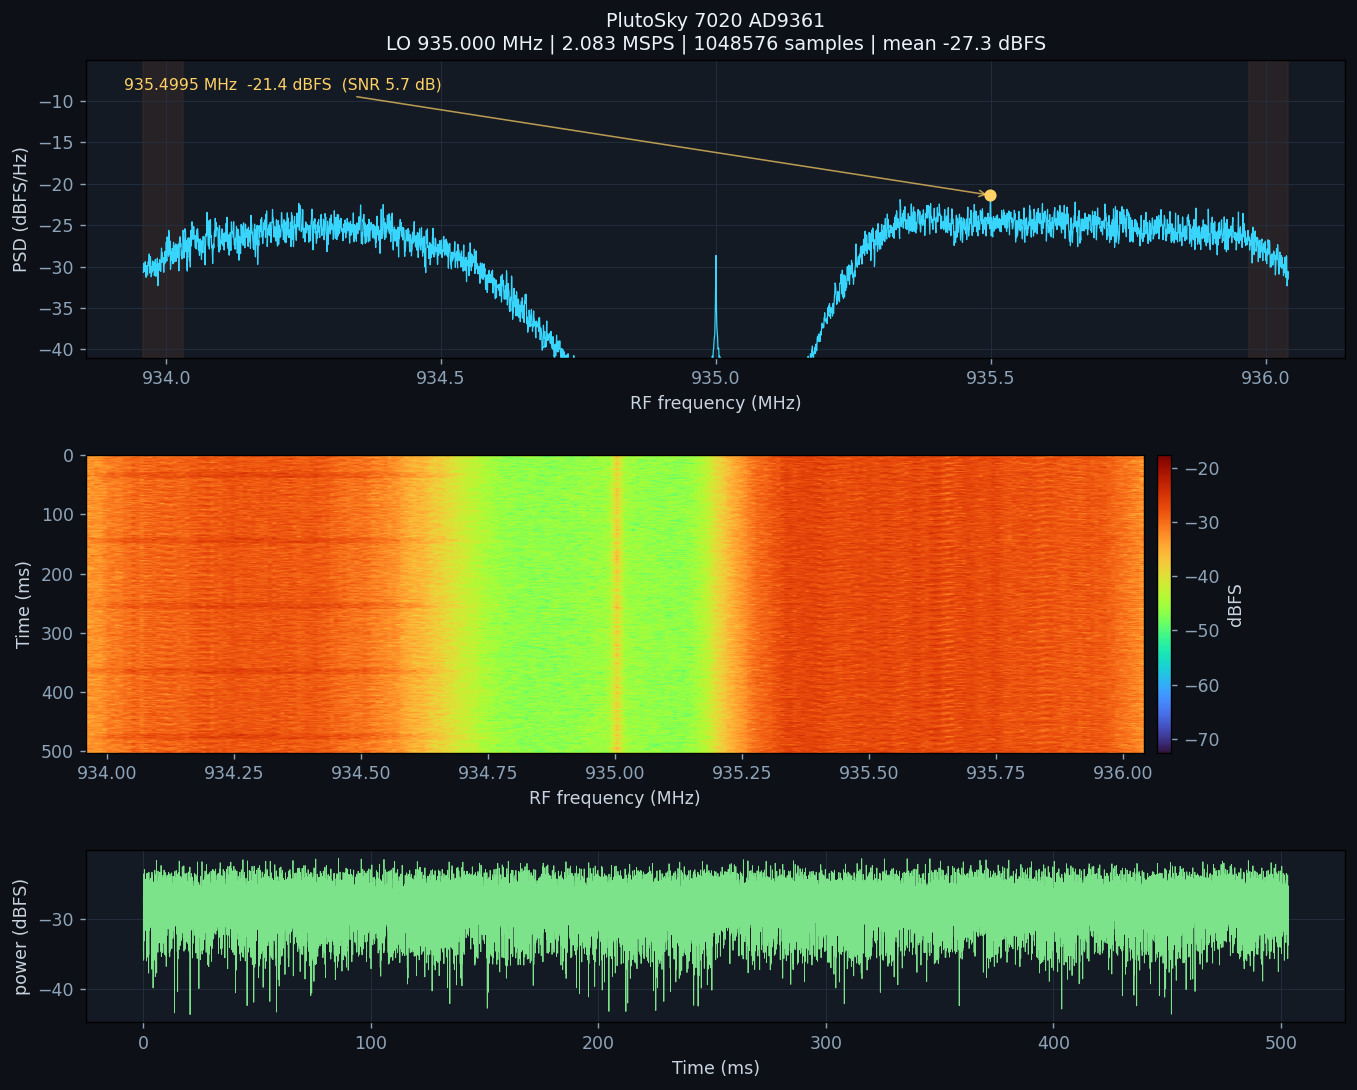 PlutoSky 7020 AD9361
LO 935.000 MHz | 2.083 MSPS | 1048576 samples | mean -27.3 dBFS
935.4995 MHz  -21.4 dBFS  (SNR 5.7 dB)
PSD (dBFS/Hz)
−10
−15
−20
−25
−30
−35
−40
934.0 934.5 935.0 935.5 936.0
RF frequency (MHz)
Time (ms)
0
100
200
300
400
500
934.00 934.25 934.50 934.75 935.00 935.25 935.50 935.75 936.00
RF frequency (MHz)
−20
−30
−40
−50
−60
−70
dBFS
power (dBFS)
−30
−40
0 100 200 300 400 500
Time (ms)